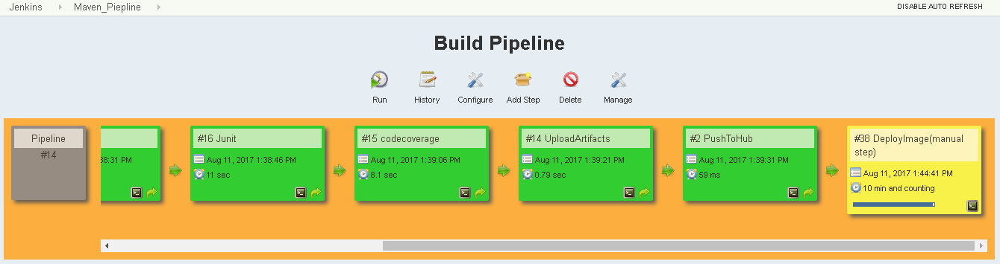 Jenkins Maven_Piepline DISABLE AUTO REFRESH
Build Pipeline
Run History Configure Add Step Delete Manage
Pipeline
#14
38:31 PM
#16 Junit
Aug 11, 2017 1:38:46 PM
11 sec
#15 codecoverage
Aug 11, 2017 1:39:06 PM
8.1 sec
#14 UploadArtifacts
Aug 11, 2017 1:39:21 PM
0.79 sec
#2 PushToHub
Aug 11, 2017 1:39:31 PM
59 ms
#38 DeployImage(manual
step)
Aug 11, 2017 1:44:41 PM
10 min and counting